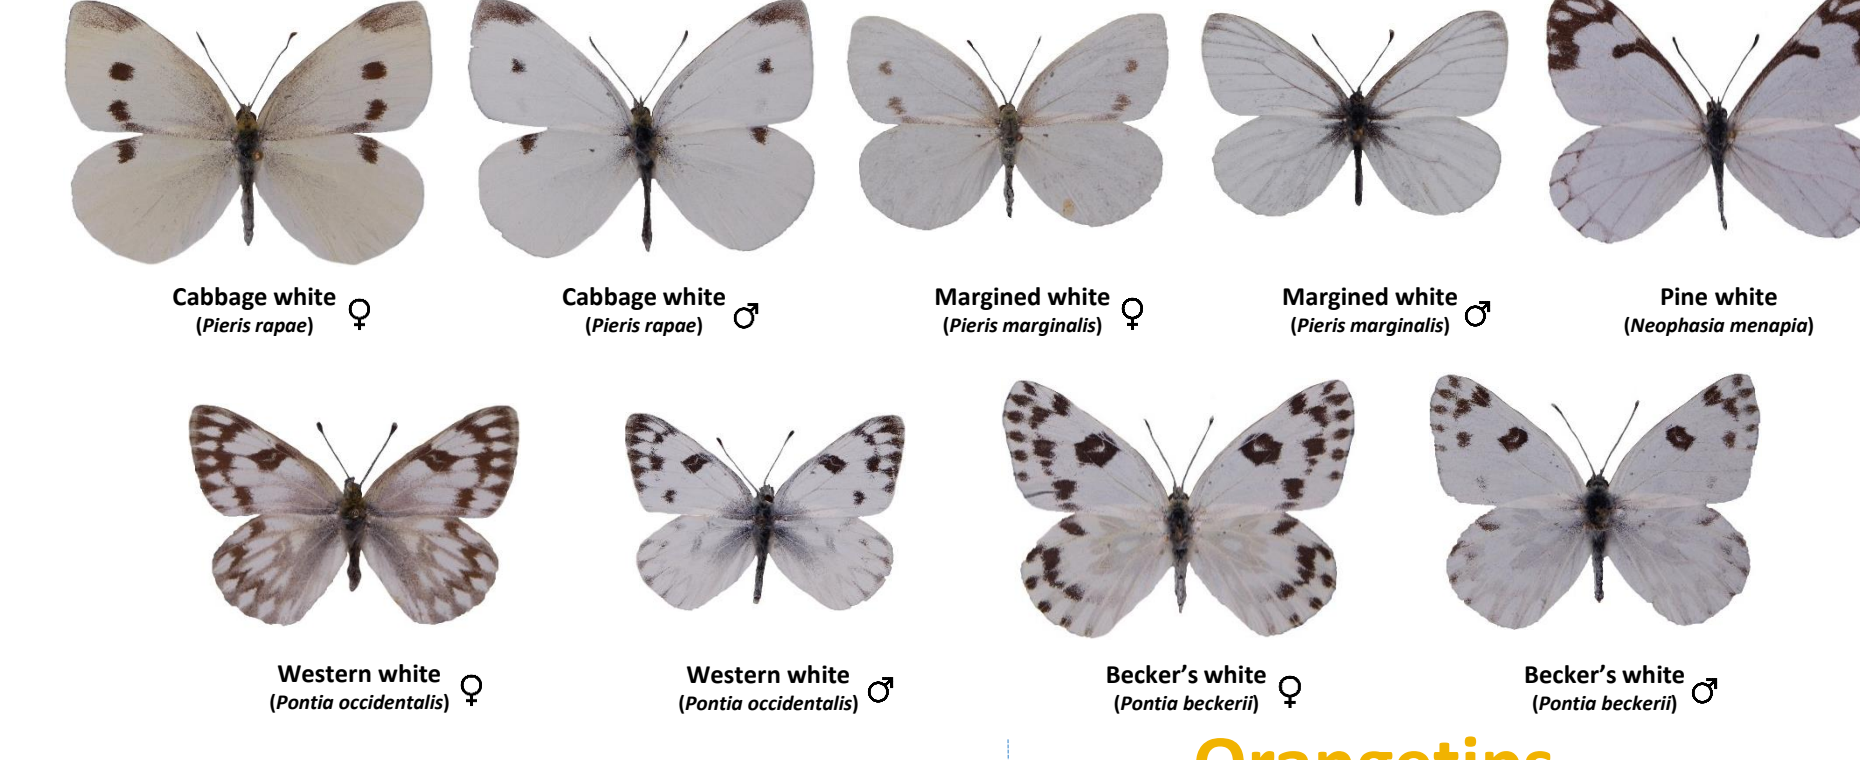 Cabbage white ♀
(Pieris rapae)
Cabbage white ♂
(Pieris rapae)
Margined white ♀
(Pieris marginalis)
Margined white ♂
(Pieris marginalis)
Pine white
(Neophasia menapia)
Western white ♀
(Pontia occidentalis)
Western white ♂
(Pontia occidentalis)
Becker's white ♀
(Pontia beckerii)
Becker's white ♂
(Pontia beckerii)
Orangetips